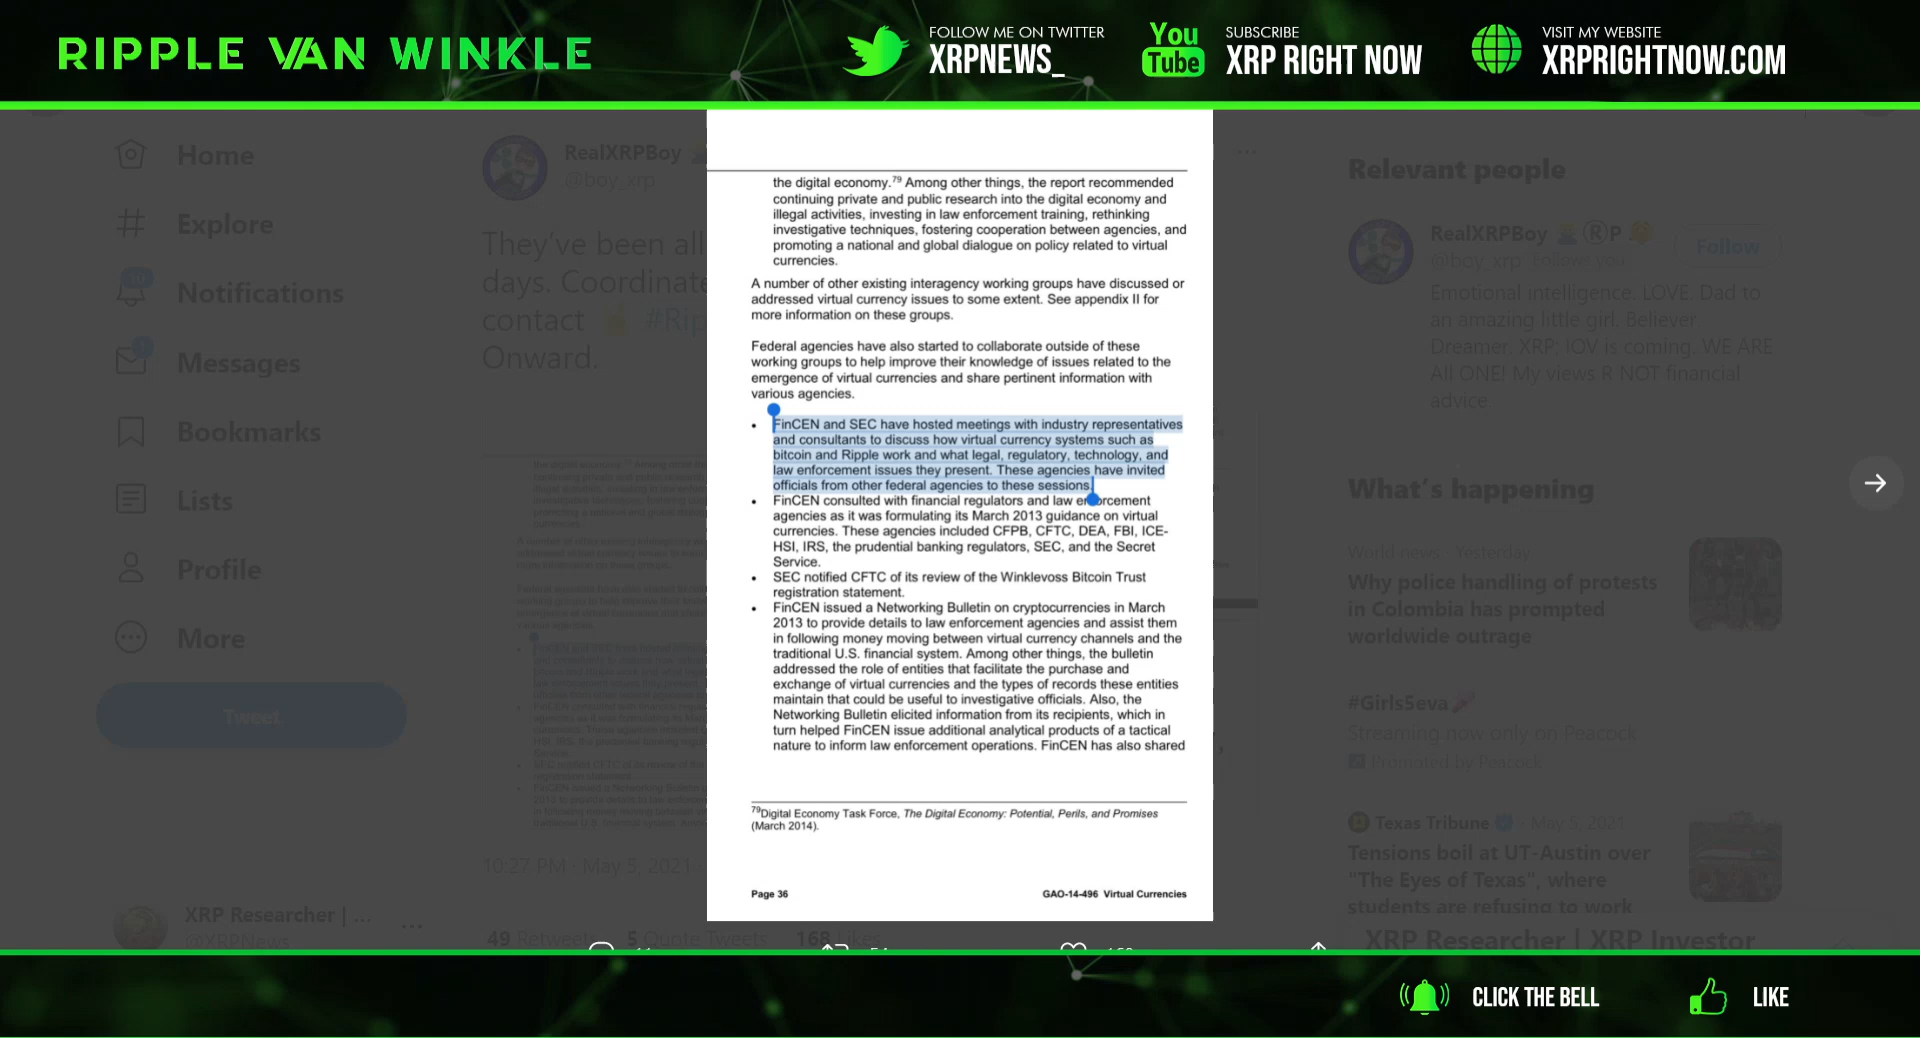 RIPPLE VAN WINKLE
FOLLOW ME ON TWITTER
XRPNEWS_
You
Tube
SUBSCRIBE
XRP RIGHT NOW
VISIT MY WEBSITE
XRPRIGHTNOW.COM
Home
Explore
Notifications
Messages
Bookmarks
Lists
Profile
More
Tweet
XRP Researcher | ...
@XRPNews
RealXRPBoy
@boy_xrp
They've been all
days. Coordinate
contact #Rip
Onward.
10:27 PM · May 5, 2021 ·
49 Retweets 5 Quote Tweets 168 Likes
the digital economy.79 Among other things, the report recommended
continuing private and public research into the digital economy and
illegal activities, investing in law enforcement training, rethinking
investigative techniques, fostering cooperation between agencies, and
promoting a national and global dialogue on policy related to virtual
currencies.
A number of other existing interagency working groups have discussed or
addressed virtual currency issues to some extent. See appendix II for
more information on these groups.
Federal agencies have also started to collaborate outside of these
working groups to help improve their knowledge of issues related to the
emergence of virtual currencies and share pertinent information with
various agencies.
• FinCEN and SEC have hosted meetings with industry representatives
and consultants to discuss how virtual currency systems such as
bitcoin and Ripple work and what legal, regulatory, technology, and
law enforcement issues they present. These agencies have invited
officials from other federal agencies to these sessions.
• FinCEN consulted with financial regulators and law enforcement
agencies as it was formulating its March 2013 guidance on virtual
currencies. These agencies included CFPB, CFTC, DEA, FBI, ICE-
HSI, IRS, the prudential banking regulators, SEC, and the Secret
Service.
• SEC notified CFTC of its review of the Winklevoss Bitcoin Trust
registration statement.
• FinCEN issued a Networking Bulletin on cryptocurrencies in March
2013 to provide details to law enforcement agencies and assist them
in following money moving between virtual currency channels and the
traditional U.S. financial system. Among other things, the bulletin
addressed the role of entities that facilitate the purchase and
exchange of virtual currencies and the types of records these entities
maintain that could be useful to investigative officials. Also, the
Networking Bulletin elicited information from its recipients, which in
turn helped FinCEN issue additional analytical products of a tactical
nature to inform law enforcement operations. FinCEN has also shared
79Digital Economy Task Force, The Digital Economy: Potential, Perils, and Promises
(March 2014).
Page 36
GAO-14-496 Virtual Currencies
Relevant people
RealXRPBoy ®P
@boy_xrp Follows you
Follow
Emotional intelligence. LOVE. Dad to
an amazing little girl. Believer.
Dreamer. XRP, IOV is coming. WE ARE
All ONE! My views R NOT financial
advice
What's happening
World news · Yesterday
Why police handling of protests
in Colombia has prompted
worldwide outrage
#Girls5eva
Streaming now only on Peacock
Promoted by Peacock
Texas Tribune · May 5, 2021
Tensions boil at UT-Austin over
"The Eyes of Texas", where
students are refusing to work
XRP Researcher | XRP Investor
CLICK THE BELL
LIKE